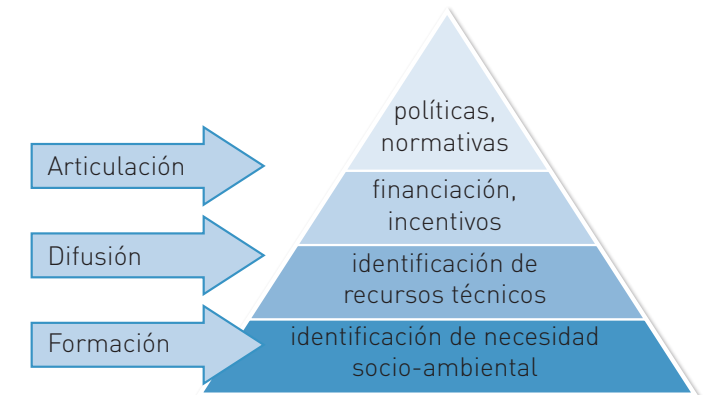 políticas,
normativas
Articulación
financiación,
incentivos
Difusión
identificación de
recursos técnicos
Formación
identificación de necesidad
socio-ambiental